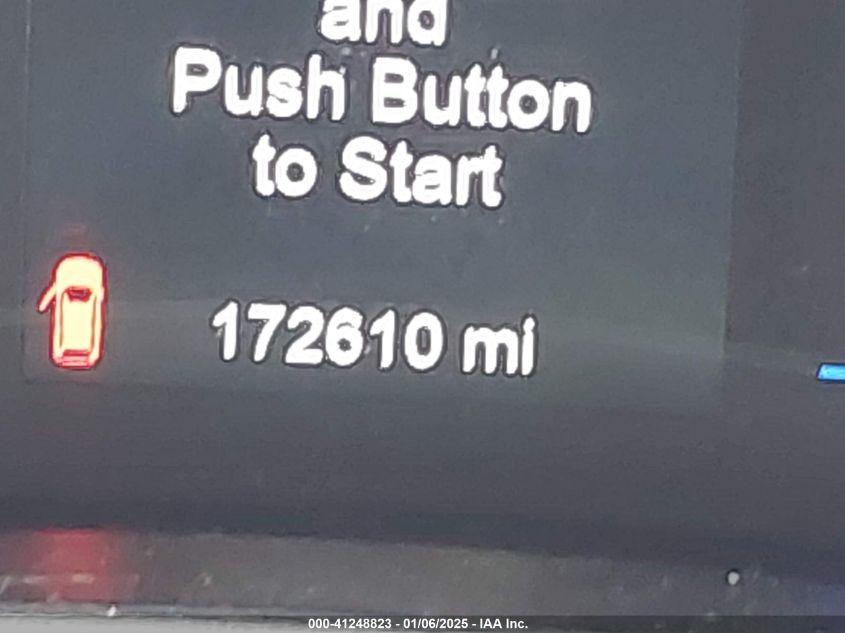 and
Push Button
to Start
172610 mi
000-41248823 - 01/06/2025 - IAA Inc.